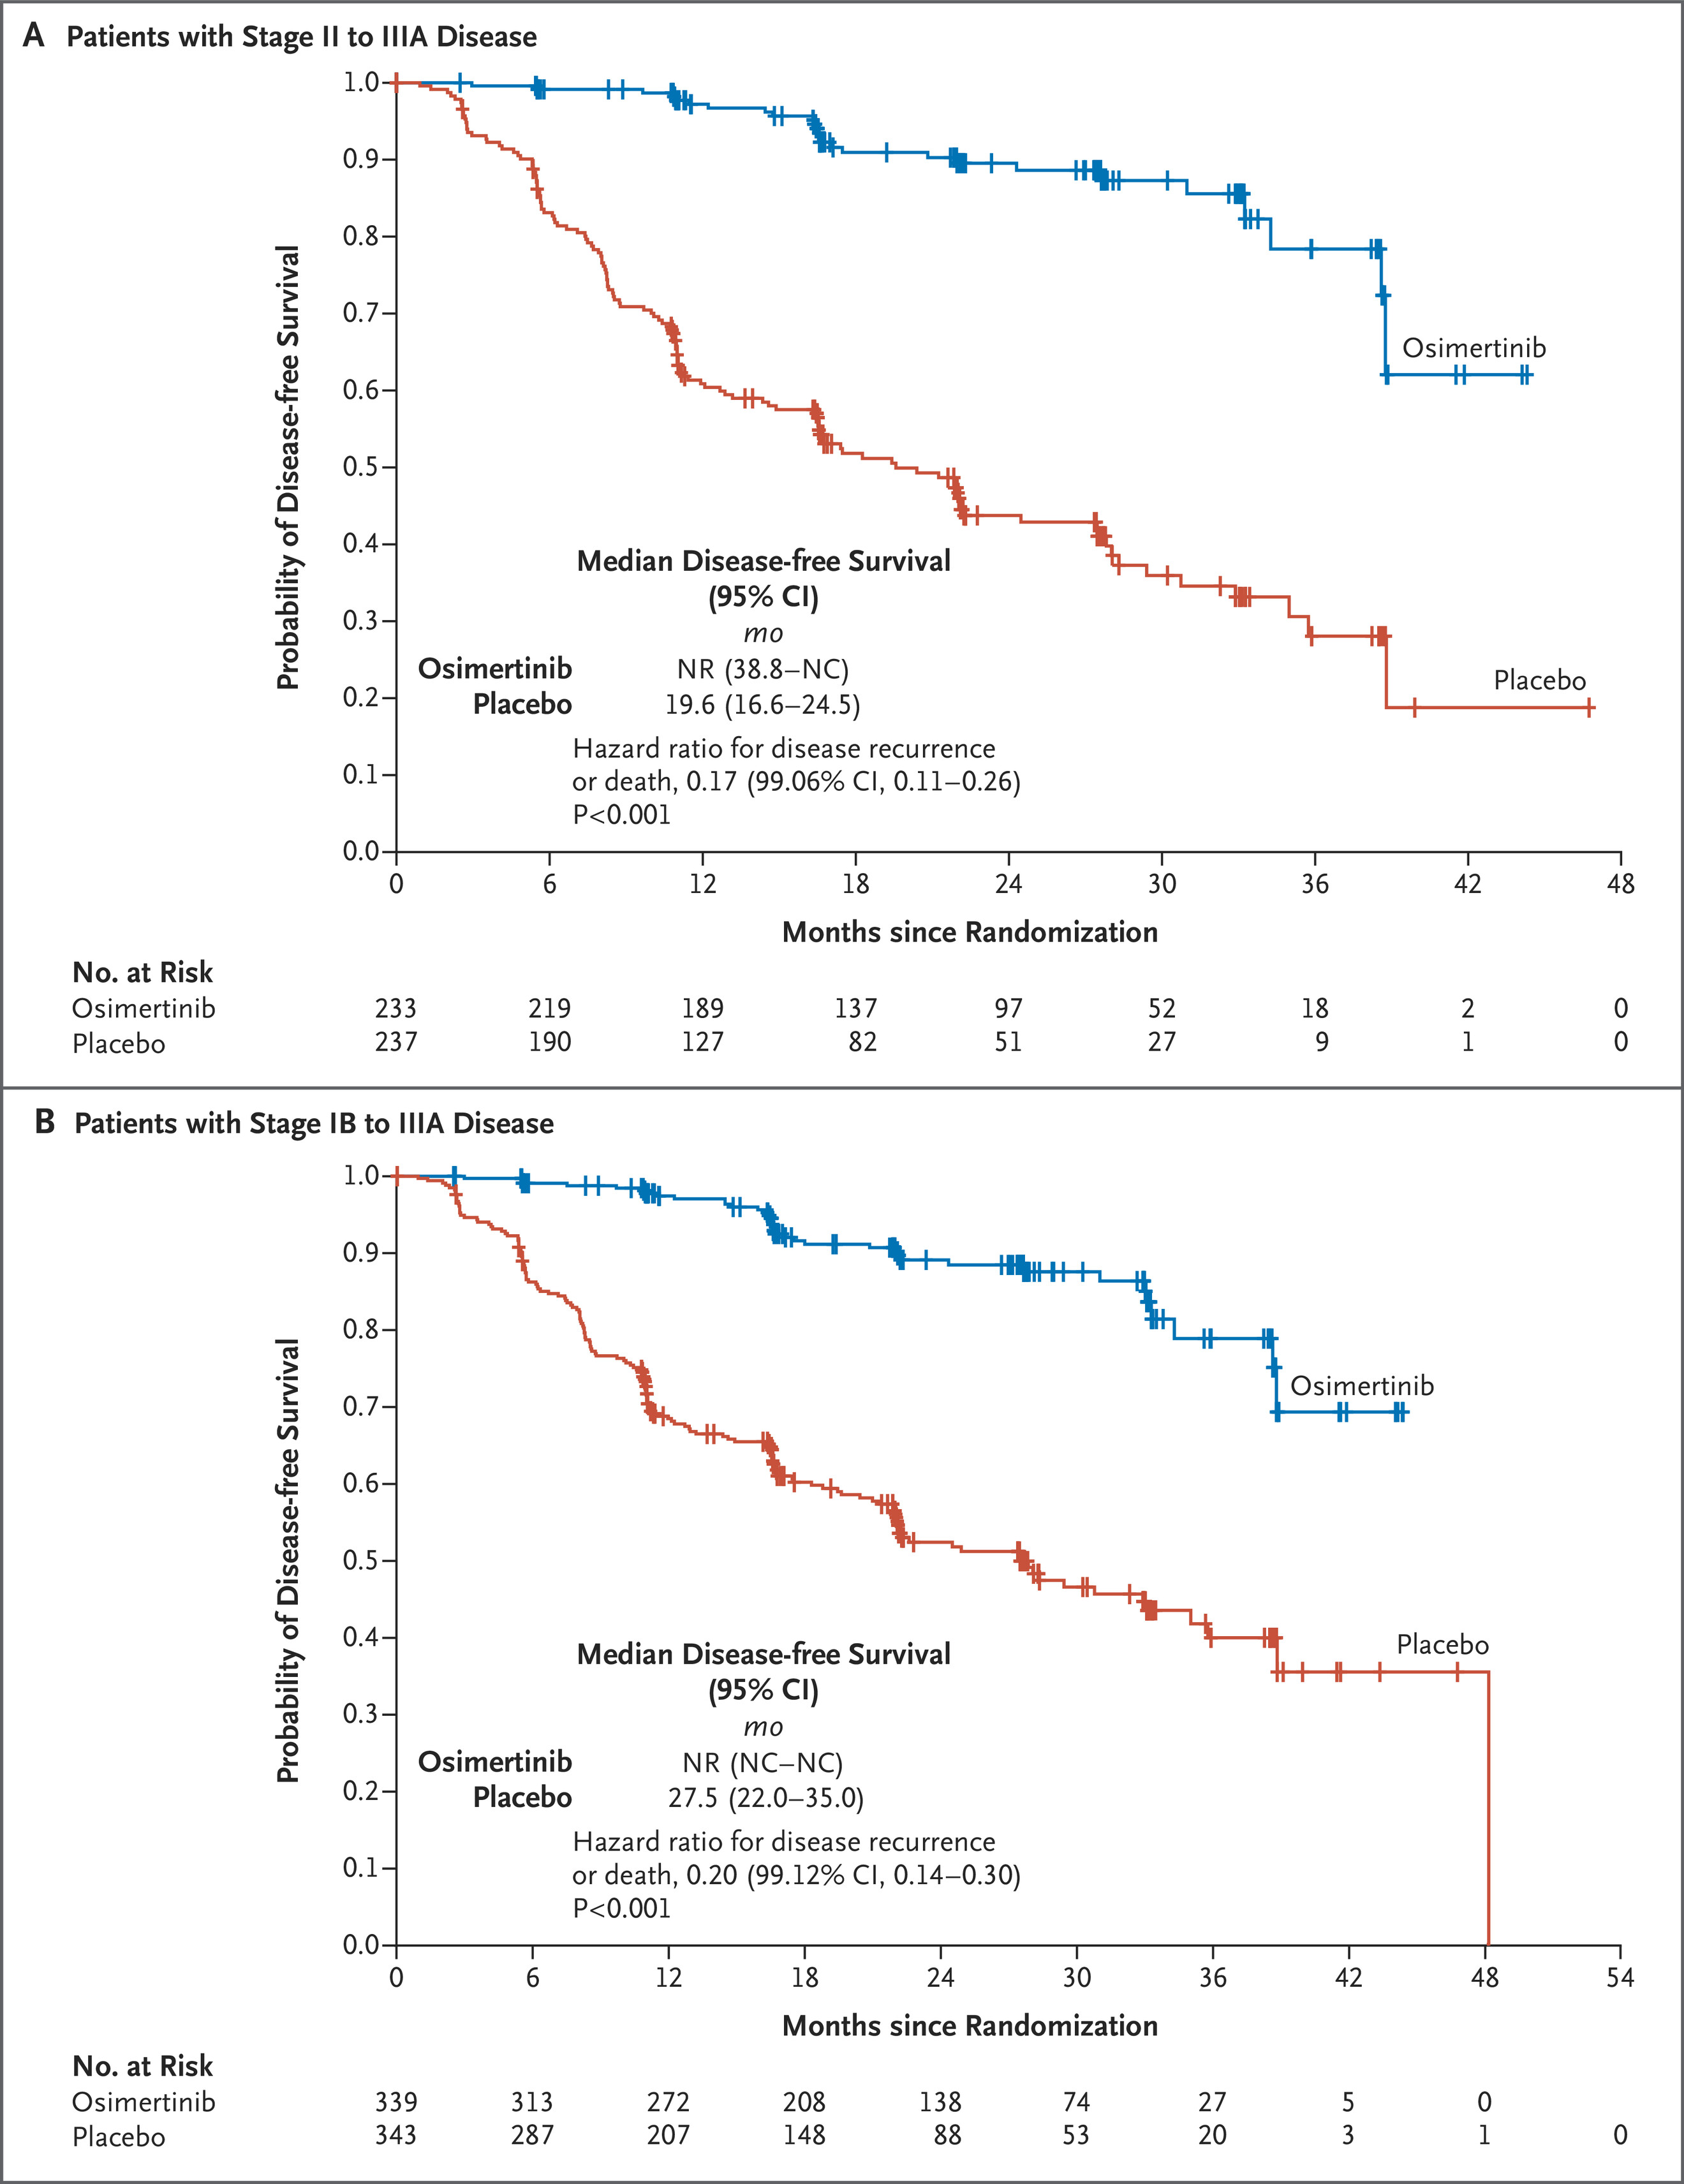 A Patients with Stage II to IIIA Disease
Probability of Disease-free Survival
1.0
0.9
0.8
0.7
0.6
0.5
0.4
0.3
0.2
0.1
0.0
Osimertinib
Placebo
Median Disease-free Survival
(95% CI)
mo
Osimertinib NR (38.8–NC)
Placebo 19.6 (16.6–24.5)
Hazard ratio for disease recurrence
or death, 0.17 (99.06% CI, 0.11–0.26)
P<0.001
0 6 12 18 24 30 36 42 48
Months since Randomization
No. at Risk
Osimertinib 233 219 189 137 97 52 18 2 0
Placebo 237 190 127 82 51 27 9 1 0
B Patients with Stage IB to IIIA Disease
Probability of Disease-free Survival
1.0
0.9
0.8
0.7
0.6
0.5
0.4
0.3
0.2
0.1
0.0
Osimertinib
Placebo
Median Disease-free Survival
(95% CI)
mo
Osimertinib NR (NC–NC)
Placebo 27.5 (22.0–35.0)
Hazard ratio for disease recurrence
or death, 0.20 (99.12% CI, 0.14–0.30)
P<0.001
0 6 12 18 24 30 36 42 48 54
Months since Randomization
No. at Risk
Osimertinib 339 313 272 208 138 74 27 5 0
Placebo 343 287 207 148 88 53 20 3 1 0